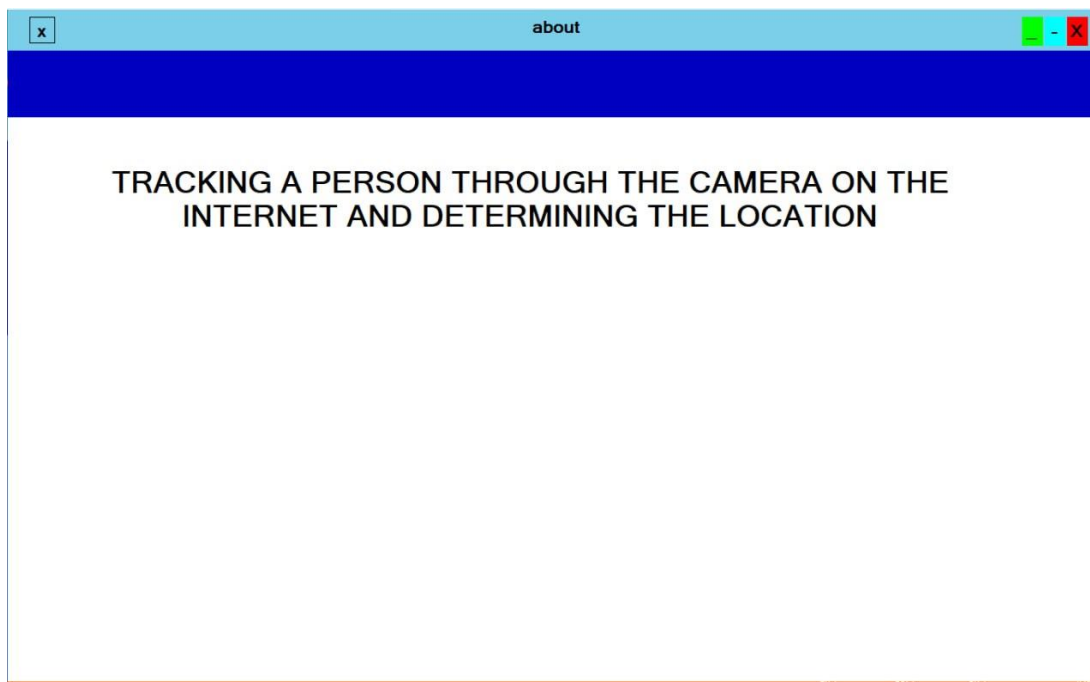 x about _ - X
TRACKING A PERSON THROUGH THE CAMERA ON THE
INTERNET AND DETERMINING THE LOCATION